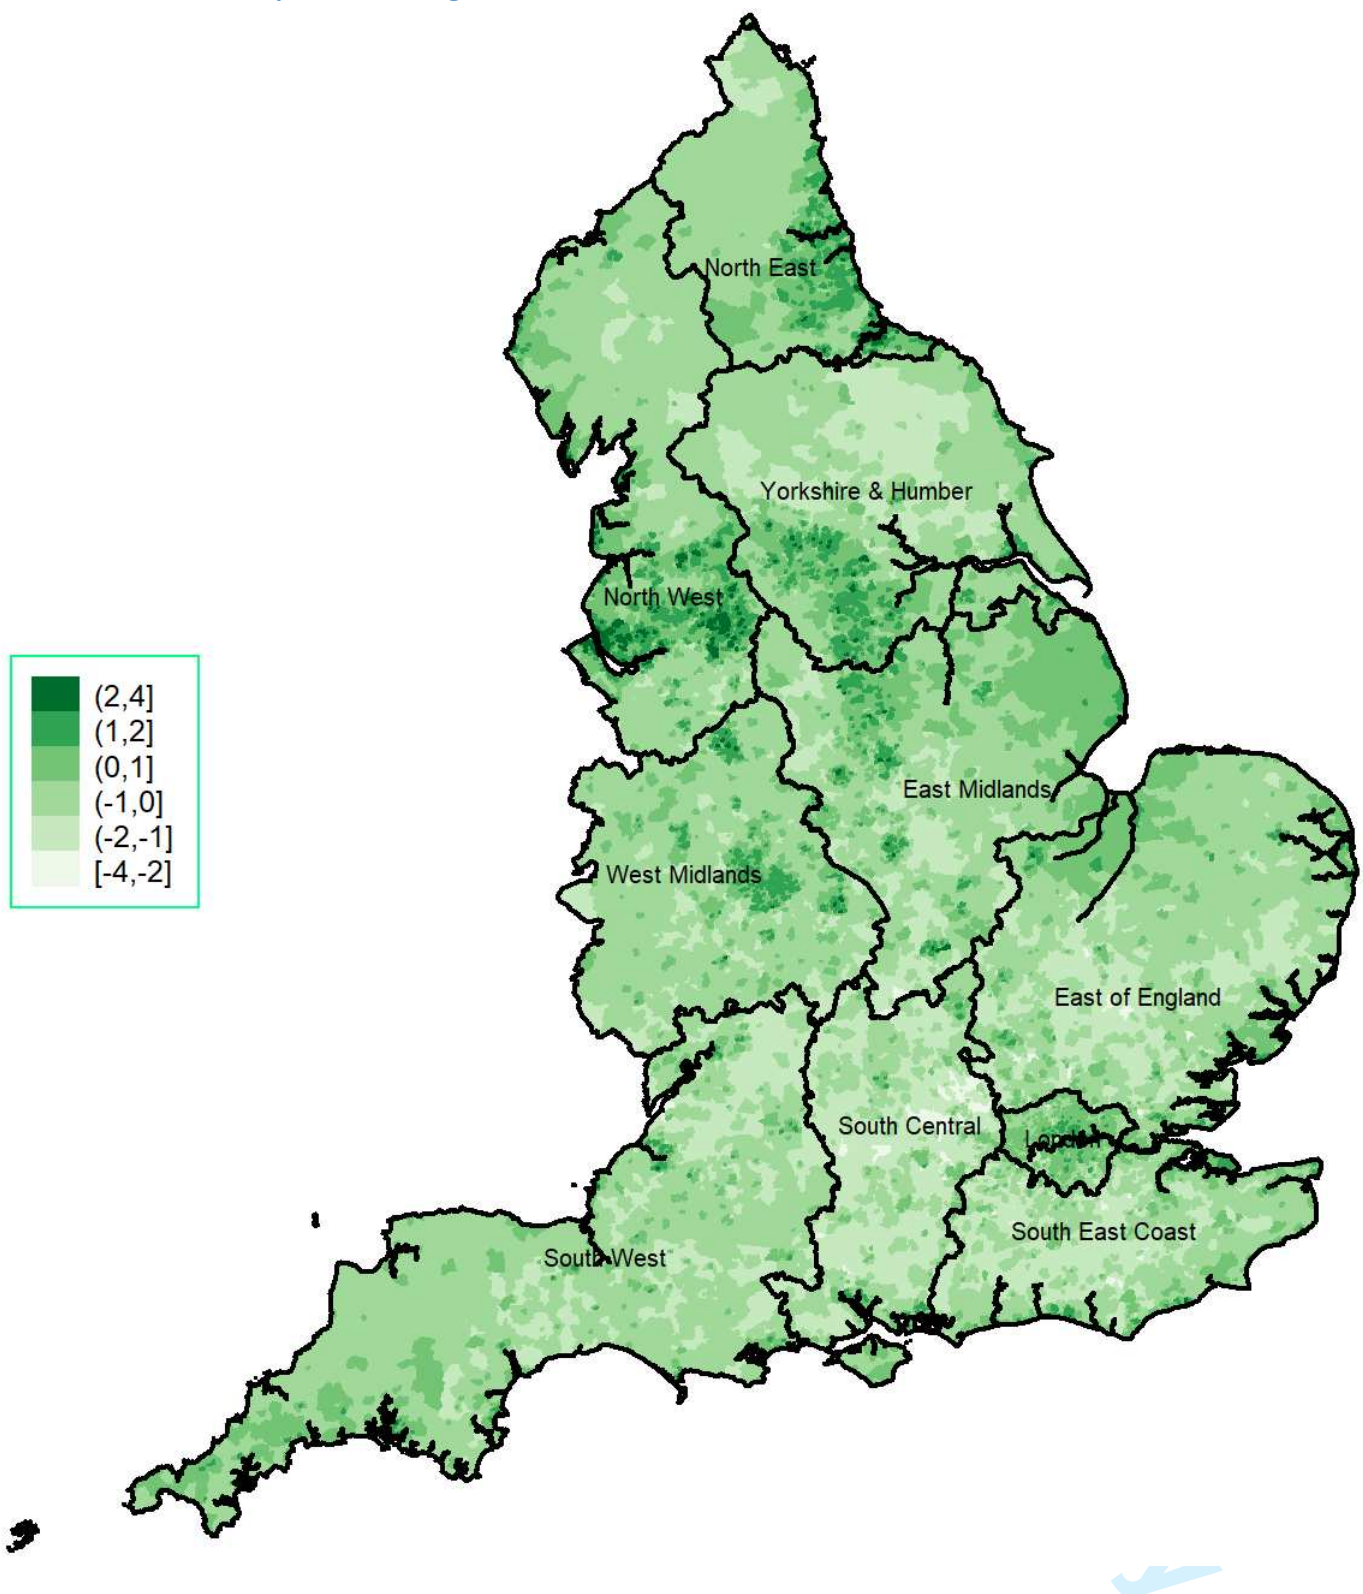 North East
Yorkshire & Humber
North West
(2,4]
(1,2]
(0,1]
(-1,0]
(-2,-1]
[-4,-2]
East Midlands
West Midlands
East of England
South Central
London
South East Coast
South West